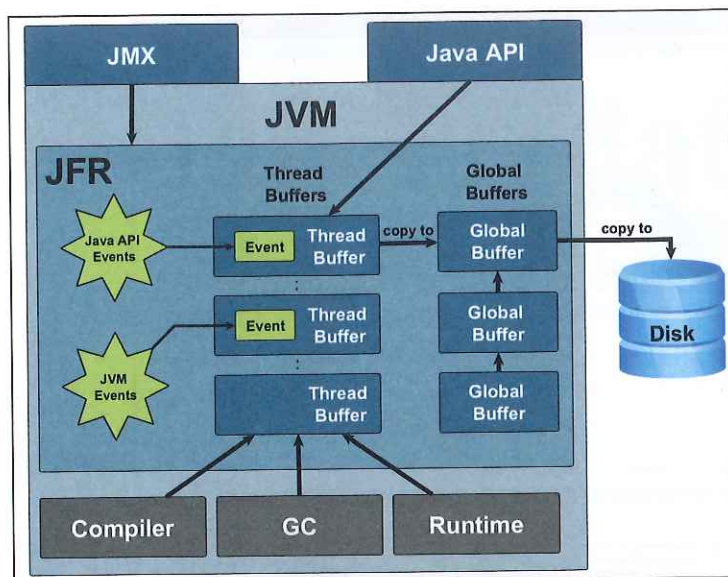 JMX
Java API
JVM
JFR
Thread
Buffers
Global
Buffers
Java API
Events
Event
Thread
Buffer
copy to
Global
Buffer
copy to
JVM
Events
Event
Thread
Buffer
Global
Buffer
Disk
Thread
Buffer
Global
Buffer
Compiler
GC
Runtime